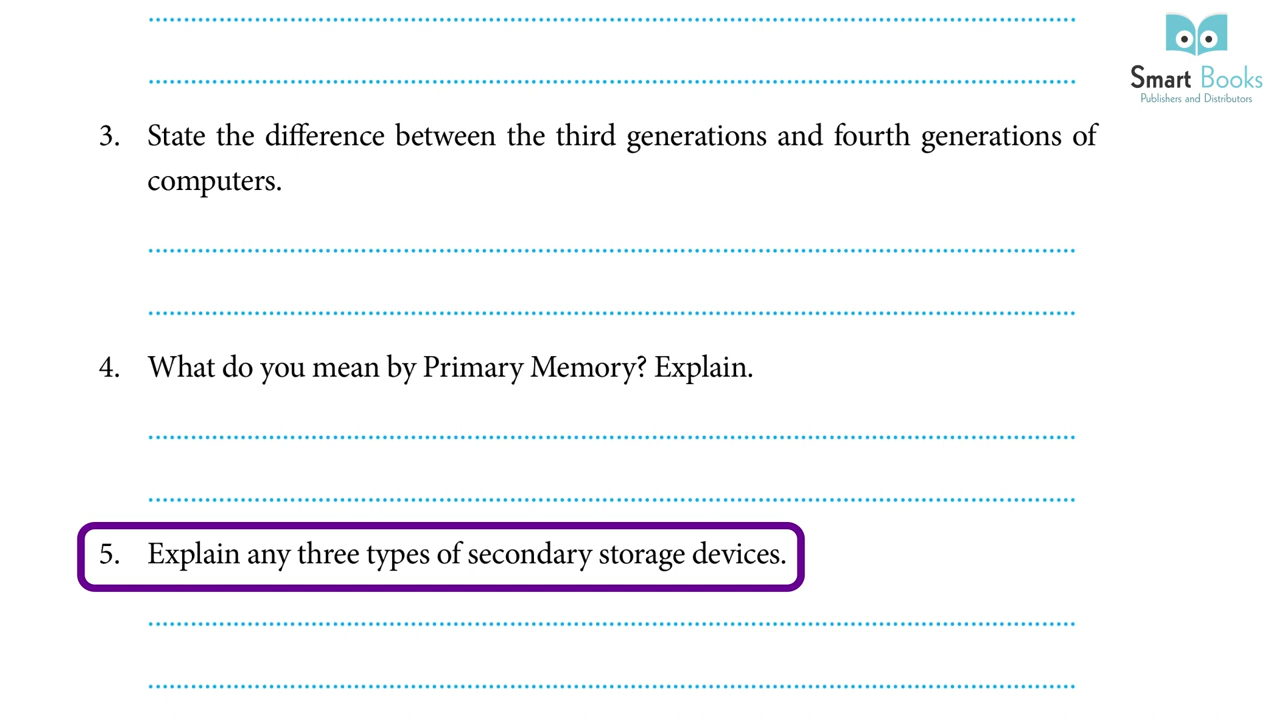 Smart Books
Publishers and Distributors
3. State the difference between the third generations and fourth generations of
computers.
4. What do you mean by Primary Memory? Explain.
5. Explain any three types of secondary storage devices.